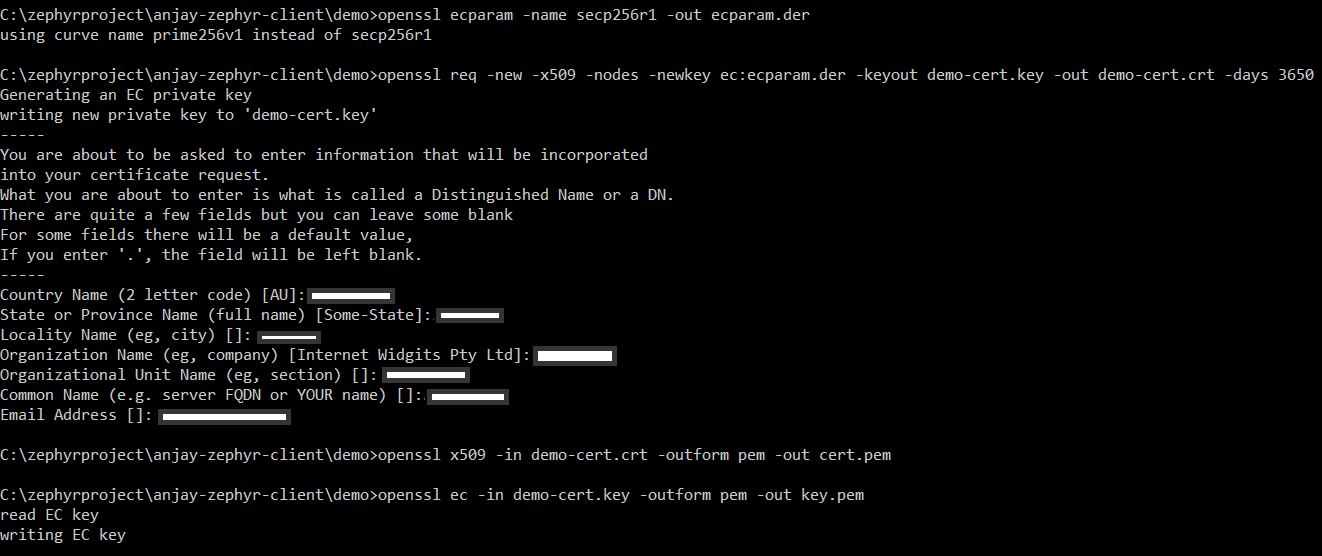 C:\zephyrproject\anjay-zephyr-client\demo>openssl ecparam -name secp256r1 -out ecparam.der
using curve name prime256v1 instead of secp256r1
C:\zephyrproject\anjay-zephyr-client\demo>openssl req -new -x509 -nodes -newkey ec:ecparam.der -keyout demo-cert.key -out demo-cert.crt -days 3650
Generating an EC private key
writing new private key to 'demo-cert.key'
-----
You are about to be asked to enter information that will be incorporated
into your certificate request.
What you are about to enter is what is called a Distinguished Name or a DN.
There are quite a few fields but you can leave some blank
For some fields there will be a default value,
If you enter '.', the field will be left blank.
-----
Country Name (2 letter code) [AU]:
State or Province Name (full name) [Some-State]:
Locality Name (eg, city) []:
Organization Name (eg, company) [Internet Widgits Pty Ltd]:
Organizational Unit Name (eg, section) []:
Common Name (e.g. server FQDN or YOUR name) []:
Email Address []:
C:\zephyrproject\anjay-zephyr-client\demo>openssl x509 -in demo-cert.crt -outform pem -out cert.pem
C:\zephyrproject\anjay-zephyr-client\demo>openssl ec -in demo-cert.key -outform pem -out key.pem
read EC key
writing EC key